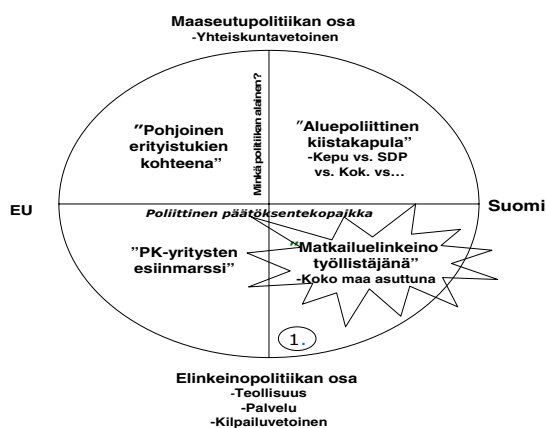 Maaseutupolitiikan osa
-Yhteiskuntavetoinen
Minkä politiikan alainen?
”Pohjoinen
erityistukien
kohteena”
”Aluepoliittinen
kiistakapula”
-Kepu vs. SDP
vs. Kok. vs...
EU
Poliittinen päätöksentekopaikka
Suomi
”PK-yritysten
esiinmarssi”
”Matkailuelinkeino
työllistäjänä”
-Koko maa asuttuna
1.
Elinkeinopolitiikan osa
-Teollisuus
-Palvelu
-Kilpailuvetoinen